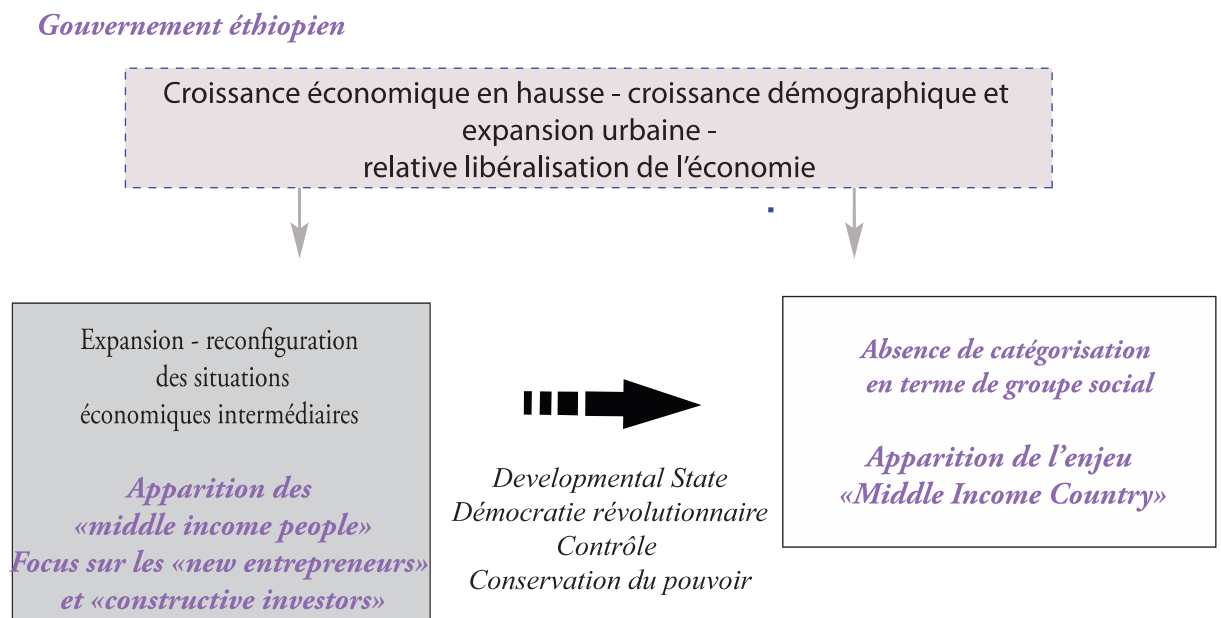 Gouvernement éthiopien
Croissance économique en hausse - croissance démographique et
expansion urbaine -
relative libéralisation de l’économie
Expansion - reconfiguration
des situations
économiques intermédiaires
Apparition des
«middle income people»
Focus sur les «new entrepreneurs»
et «constructive investors»
Developmental State
Démocratie révolutionnaire
Contrôle
Conservation du pouvoir
Absence de catégorisation
en terme de groupe social
Apparition de l’enjeu
«Middle Income Country»